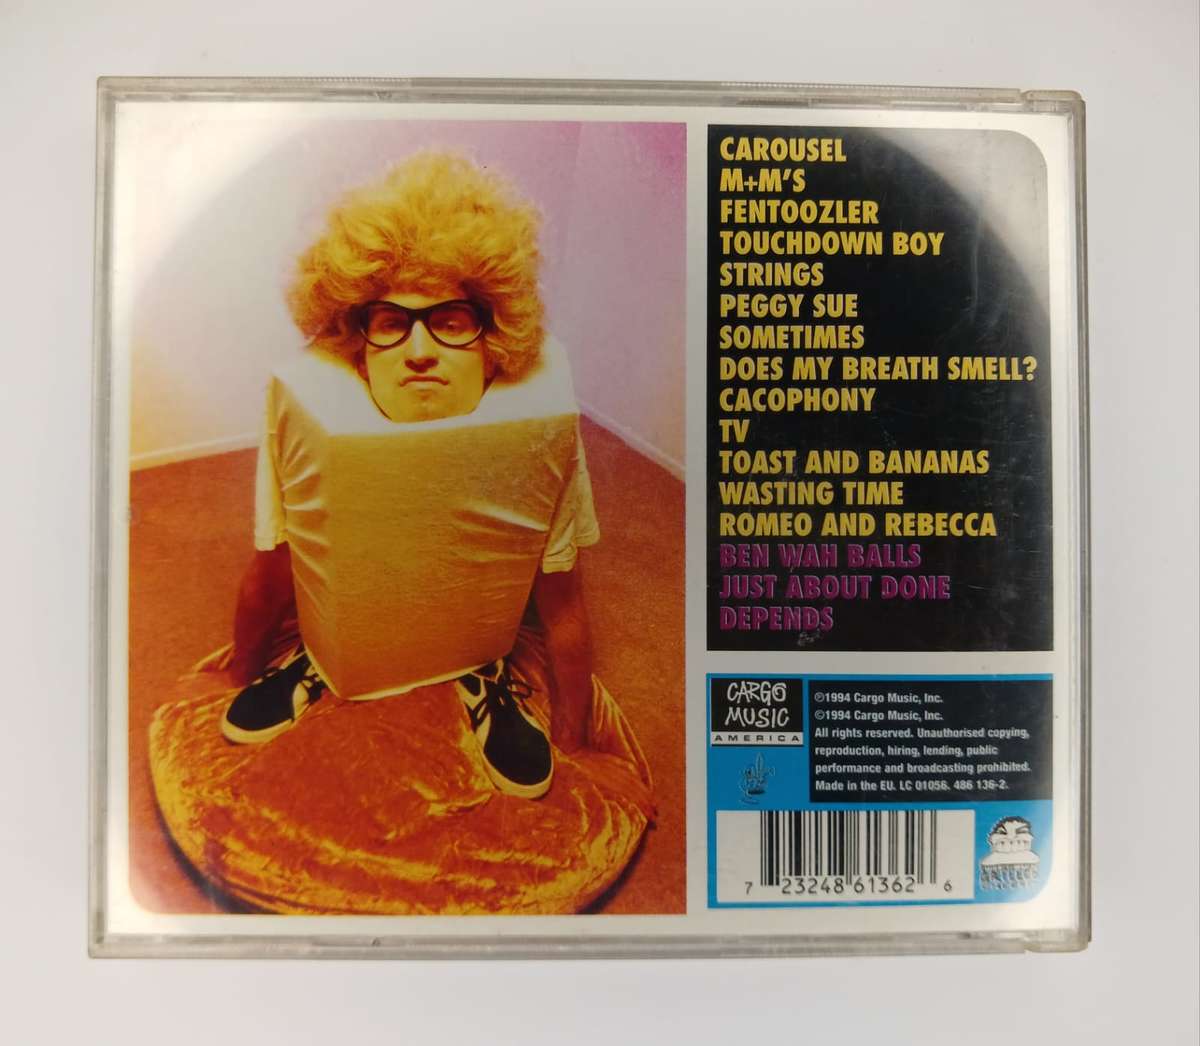 CAROUSEL
M+M'S
FENTOOZLER
TOUCHDOWN BOY
STRINGS
PEGGY SUE
SOMETIMES
DOES MY BREATH SMELL?
CACOPHONY
TV
TOAST AND BANANAS
WASTING TIME
ROMEO AND REBECCA
BEN WAH BALLS
JUST ABOUT DONE
DEPENDS
CARGO
MUSIC
AMERICA
℗1994 Cargo Music, Inc.
©1994 Cargo Music, Inc.
All rights reserved. Unauthorised copying,
reproduction, hiring, lending, public
performance and broadcasting prohibited.
Made in the EU. LC 01056. 486 136-2.
7 23248 61362 6